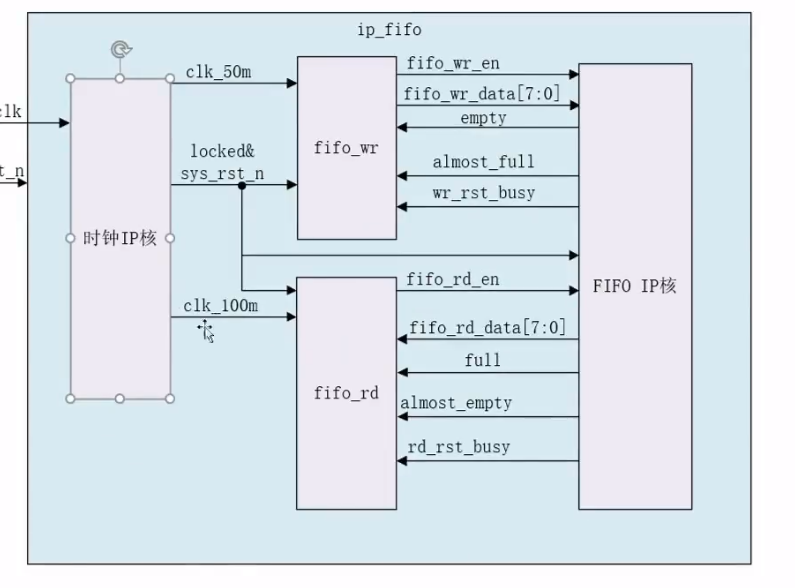 ip_fifo
clk
t_n
时钟IP核
clk_50m
locked&
sys_rst_n
clk_100m
fifo_wr
fifo_wr_en
fifo_wr_data[7:0]
empty
almost_full
wr_rst_busy
fifo_rd
fifo_rd_en
fifo_rd_data[7:0]
full
almost_empty
rd_rst_busy
FIFO IP核